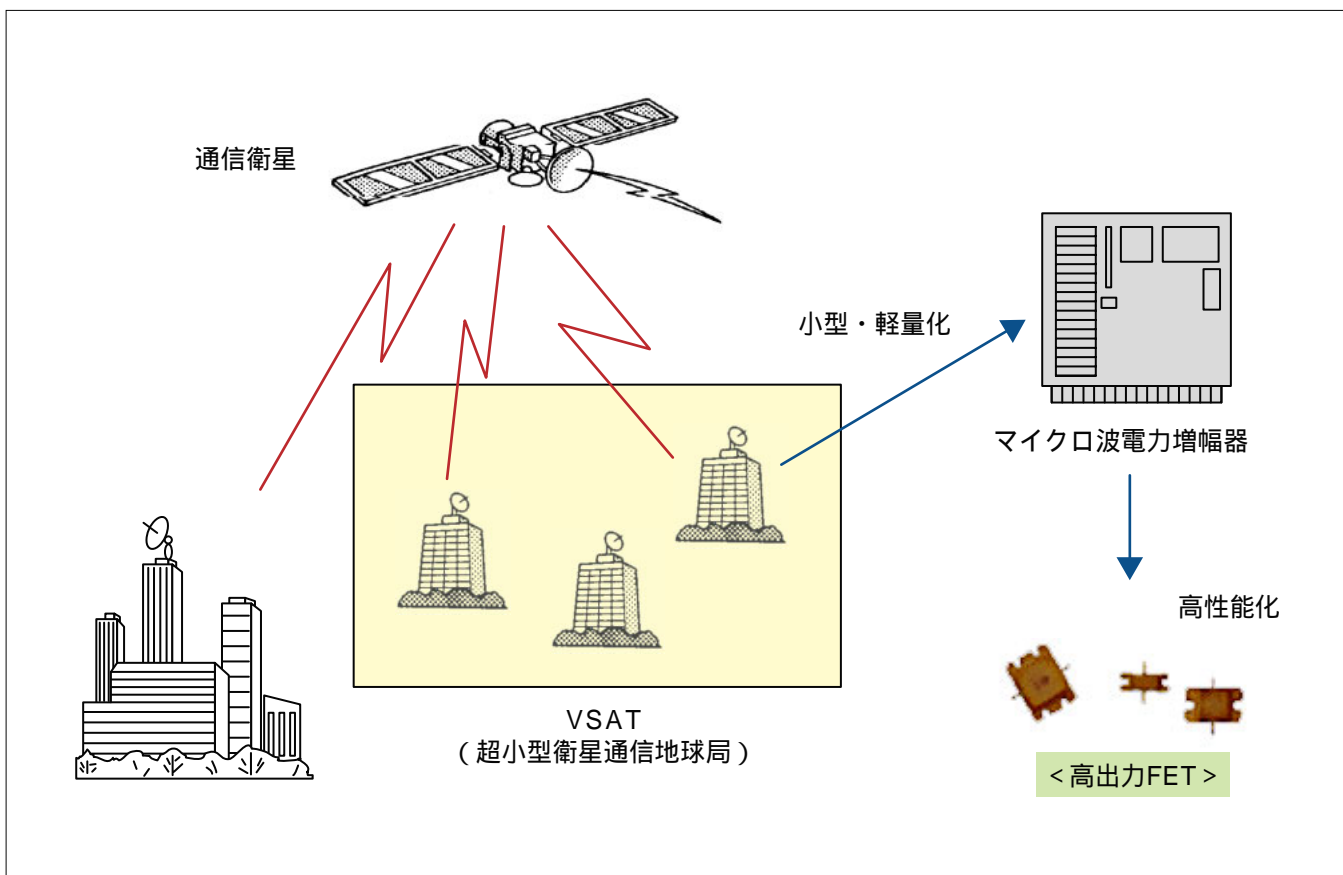 通信衛星
小型・軽量化
マイクロ波電力増幅器
VSAT
（超小型衛星通信地球局）
高性能化
＜高出力FET＞